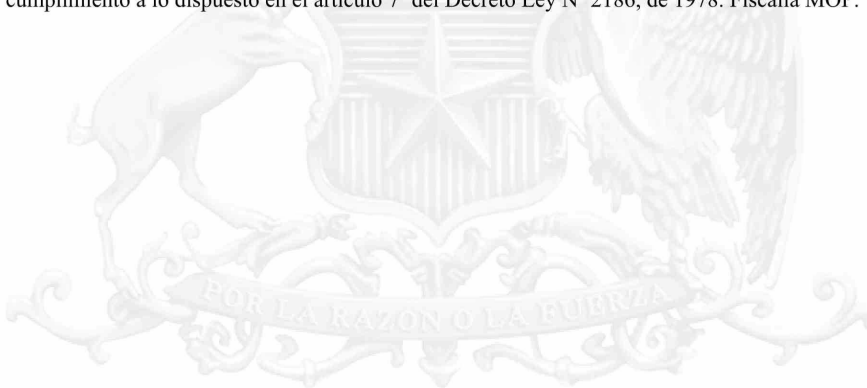 cumplimiento a lo dispuesto en el artículo 7° del Decreto Ley N° 2186, de 1978. Fiscalía MOP.
POR LA RAZON O LA FUERZA